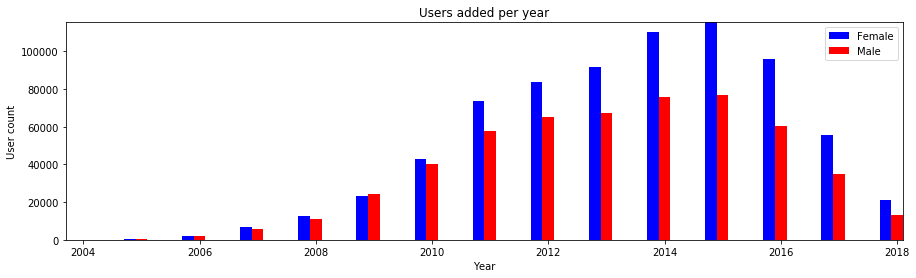 Users added per year
Female
Male
User count
100000
80000
60000
40000
20000
0
2004 2006 2008 2010 2012 2014 2016 2018
Year